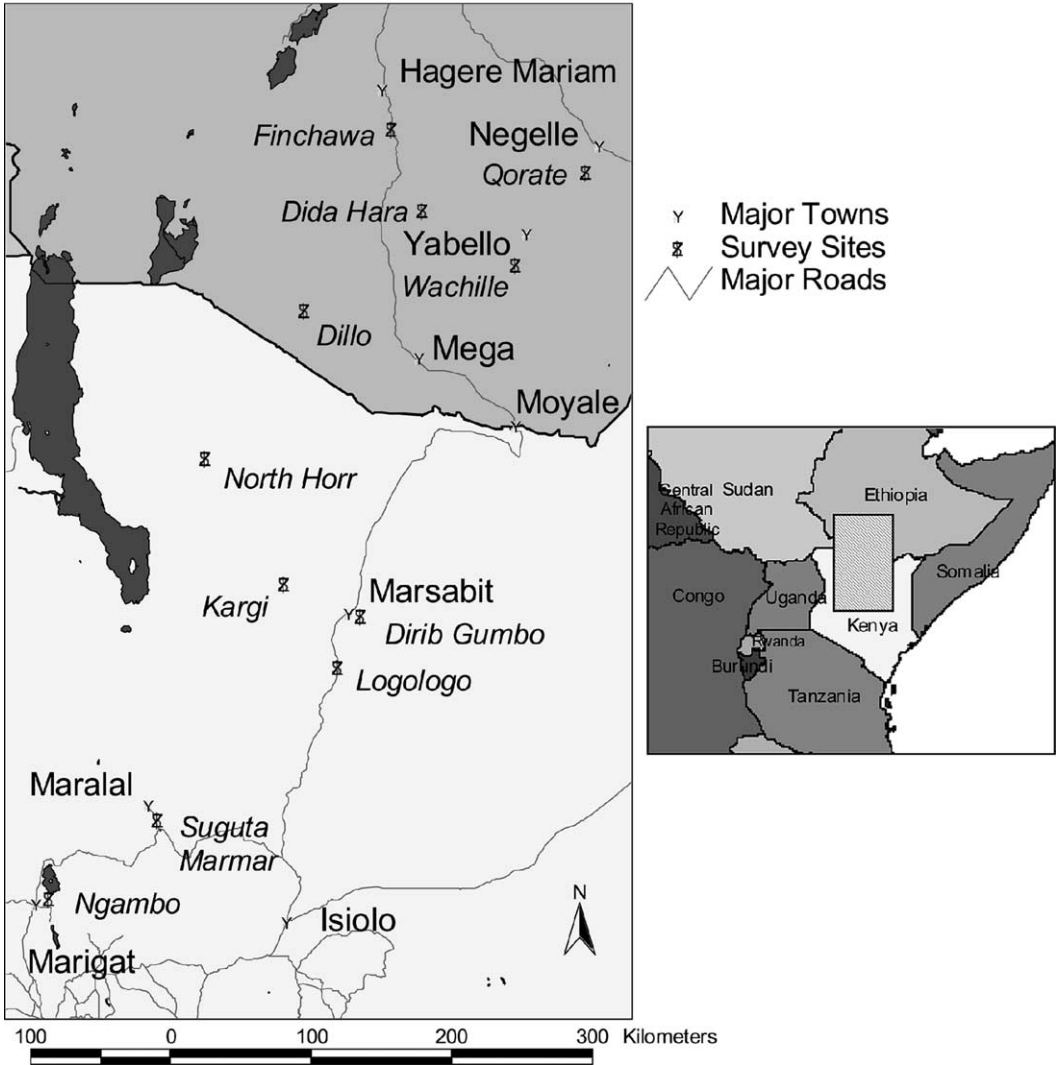 Hagere Mariam
Finchawa
Negelle
Qorate
Dida Hara
Yabello
Wachille
Dillo
Mega
Moyale
North Horr
Kargi
Marsabit
Dirib Gumbo
Logologo
Maralal
Suguta
Marmar
Ngambo
Isiolo
Marigat
N
100 0 100 200 300 Kilometers
Major Towns
Survey Sites
Major Roads
Central
African
Republic
Sudan
Ethiopia
Somalia
Congo
Uganda
Kenya
Rwanda
Burundi
Tanzania